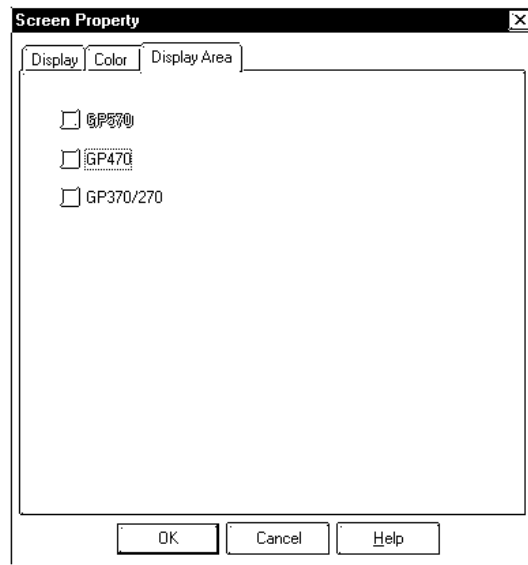 Screen Property
Display Color Display Area
GP570
GP470
GP370/270
OK Cancel Help